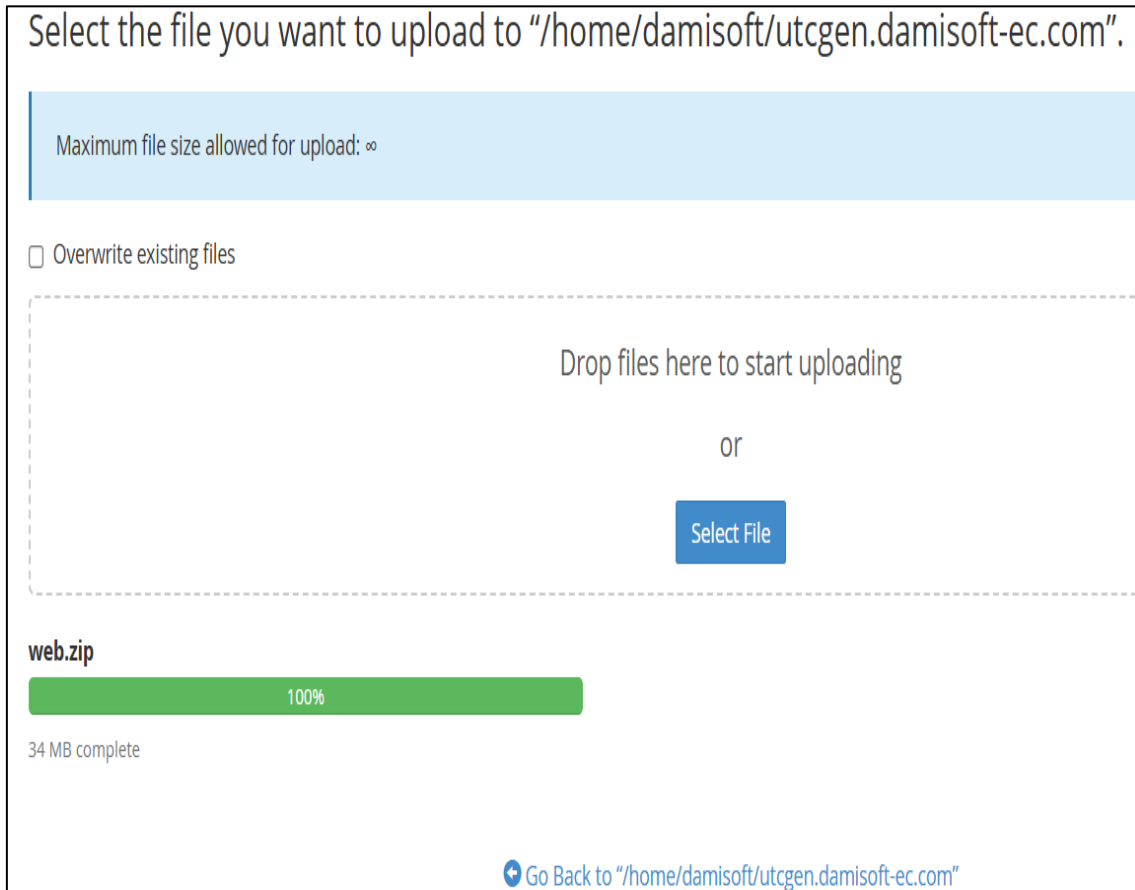 Select the file you want to upload to “/home/damisoft/utcgen.damisoft-ec.com”.
Maximum file size allowed for upload: ∞
Overwrite existing files
Drop files here to start uploading
or
Select File
web.zip
100%
34 MB complete
Go Back to “/home/damisoft/utcgen.damisoft-ec.com”